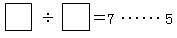 □ ÷ □ = 7 ⋯⋯ 5